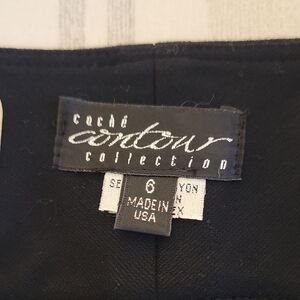 caché
contour
collection
SE
YON
6
MADE IN
USA
N
EX